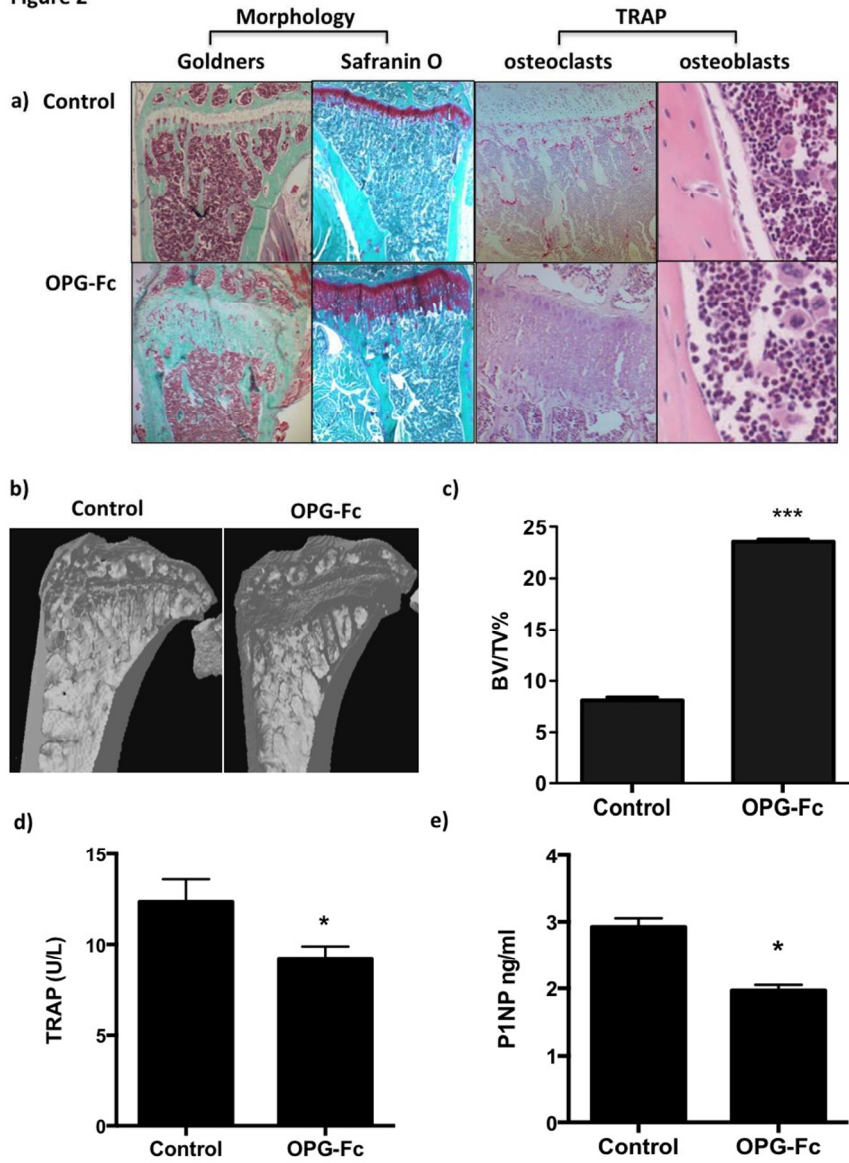 Figure 2
Morphology TRAP
Goldners Safranin O osteoclasts osteoblasts
a) Control
OPG-Fc
b) Control OPG-Fc
c)
***
25
20
15
10
5
0
BV/TV%
Control OPG-Fc
d)
15
10
5
0
TRAP (U/L)
*
Control OPG-Fc
e)
4
3
2
1
0
P1NP ng/ml
*
Control OPG-Fc